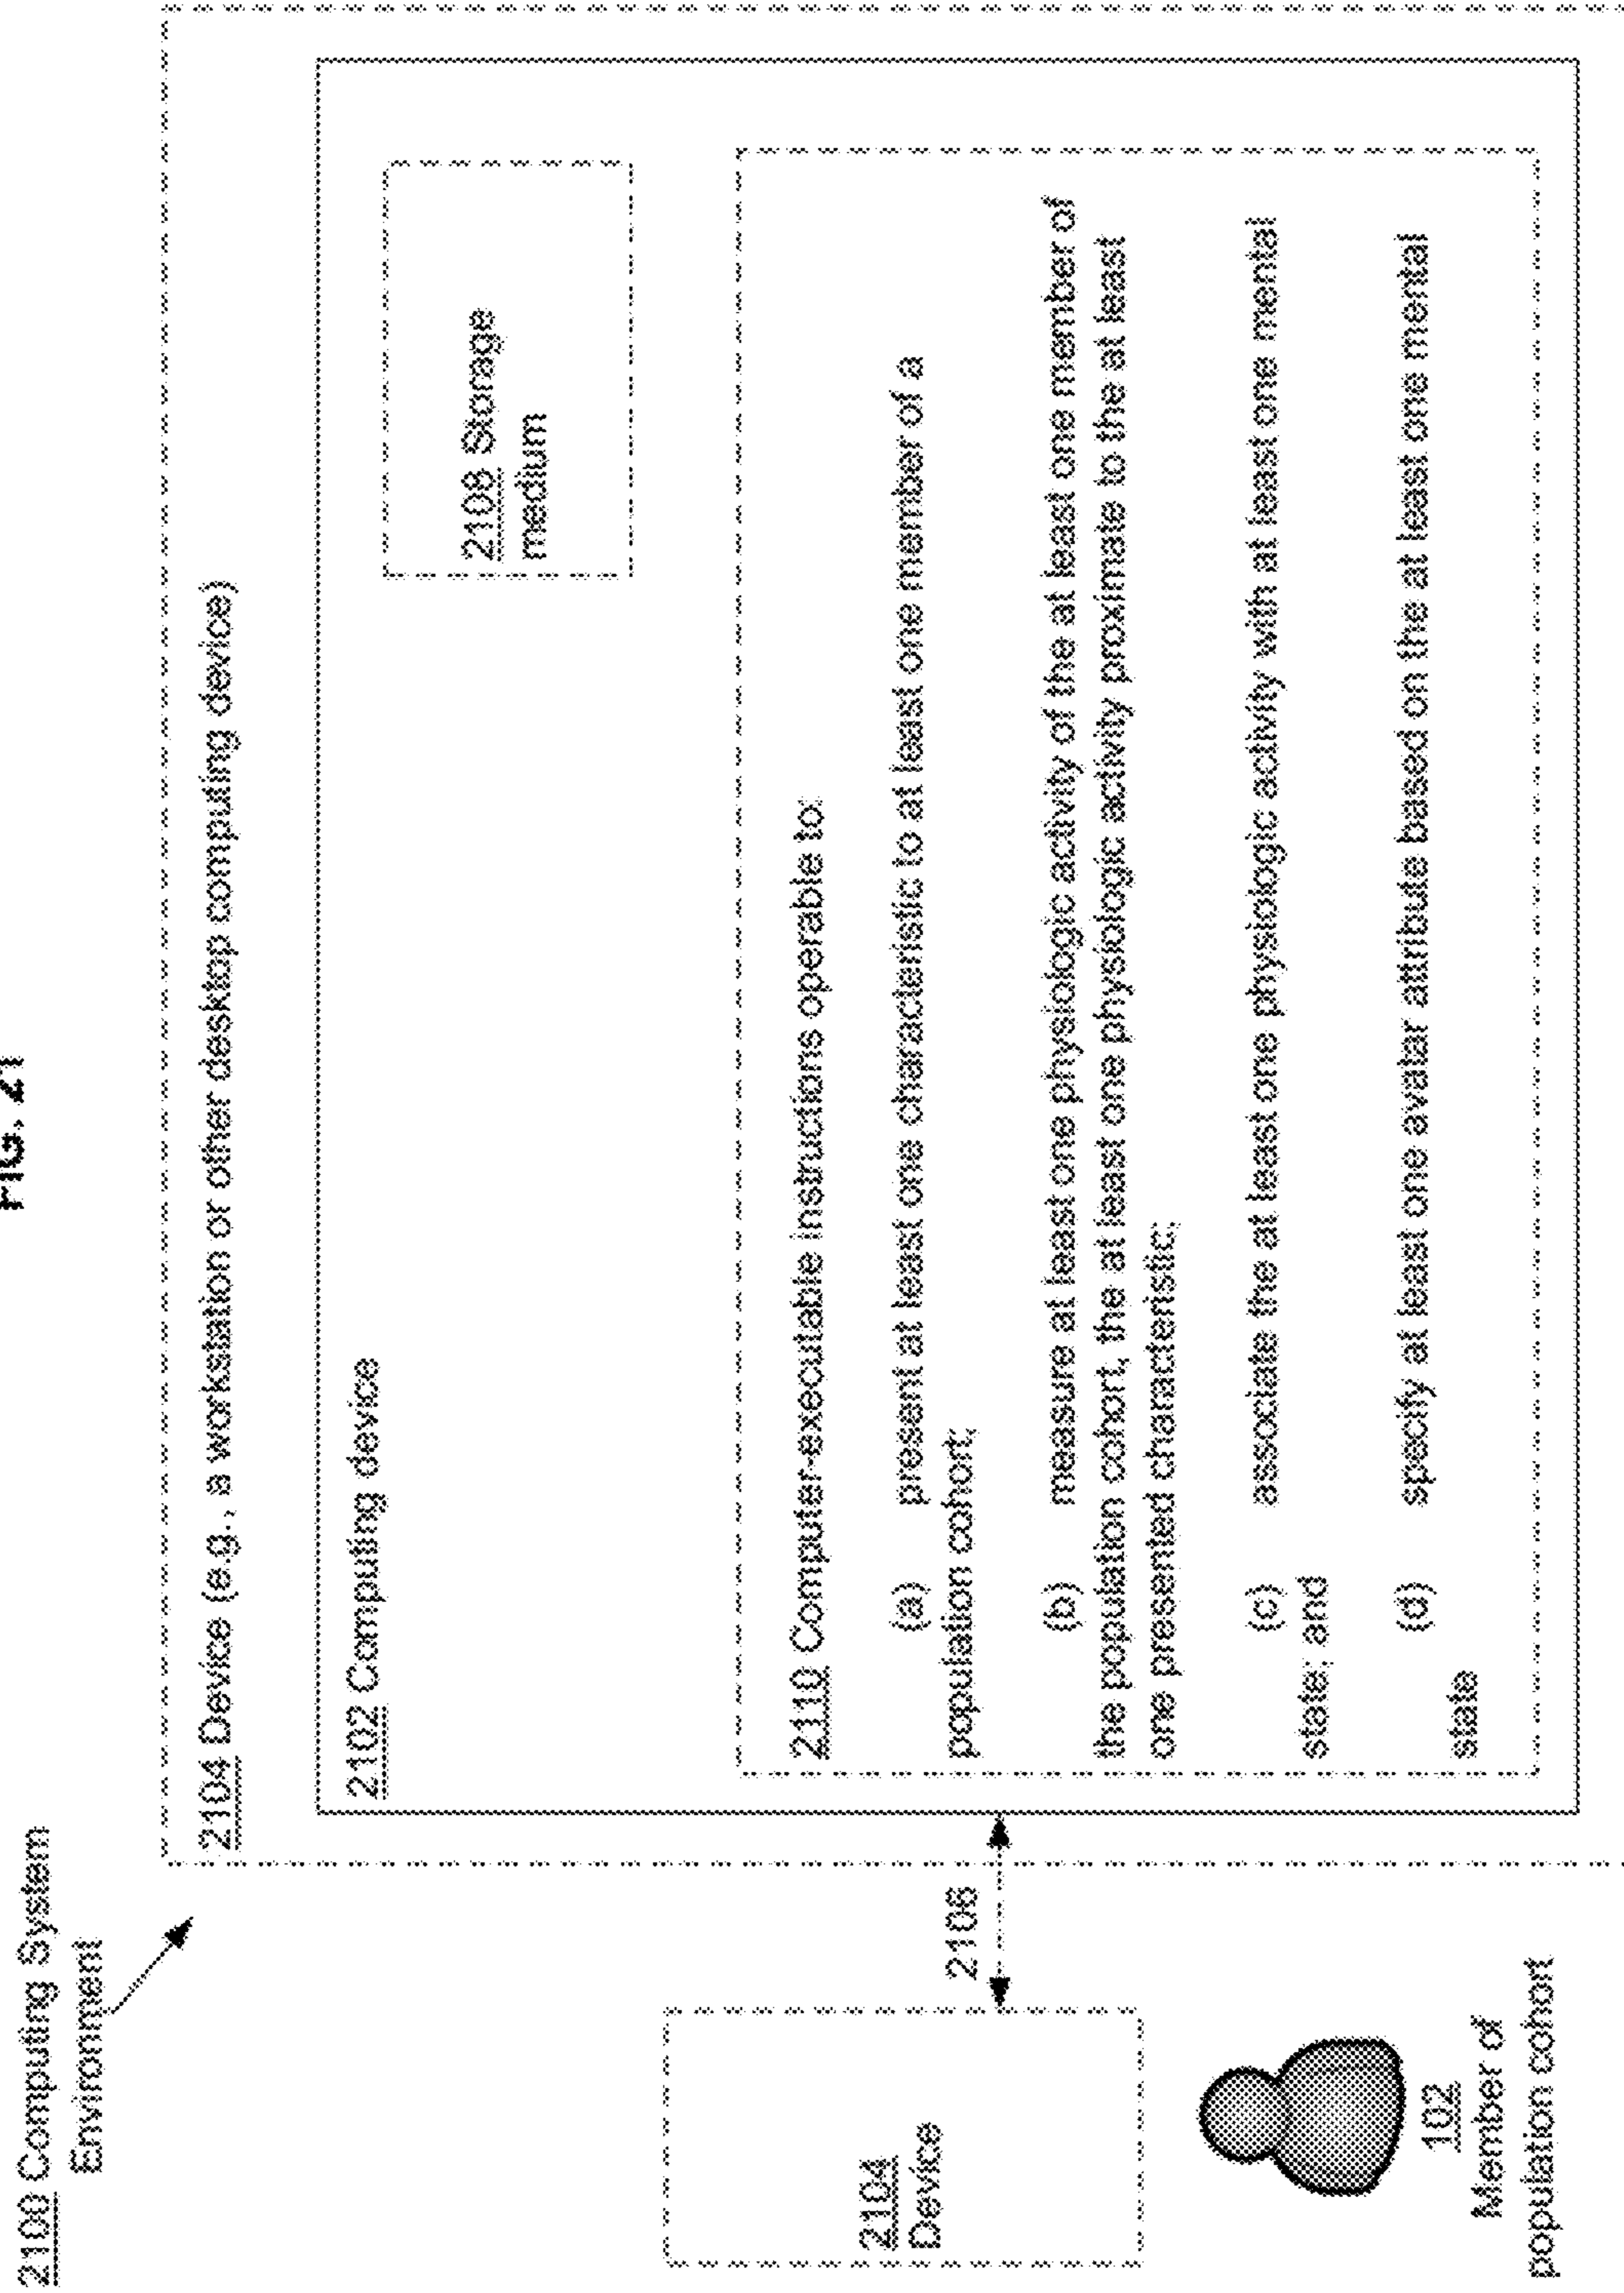 FIG. 21
2100 Computing System
Environment
2104 Device (e.g., a workstation or other desktop computing device)
2102 Computing device
2108 Storage
medium
2110 Computer-executable instructions operable to:
(a) present at least one characteristic to at least one member of a
population cohort;
(b) measure at least one physiologic activity of the at least one member of
the population cohort, the at least one physiologic activity proximate to the at least
one presented characteristic;
(c) associate the at least one physiologic activity with at least one mental
state; and
(d) specify at least one avatar attribute based on the at least one mental
state
2104
Device
2106
102
Member of
population cohort